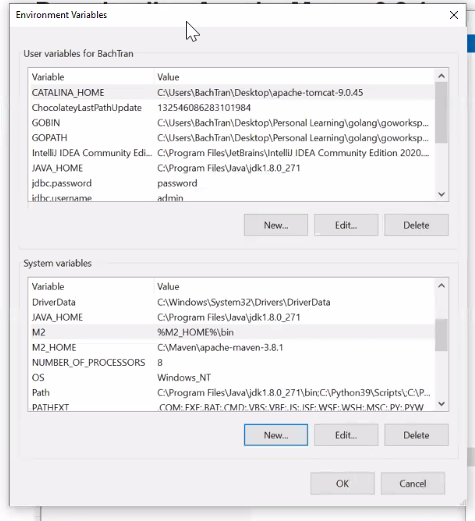 Environment Variables
User variables for BachTran
Variable Value
CATALINA_HOME C:\Users\BachTran\Desktop\apache-tomcat-9.0.45
ChocolateyLastPathUpdate 132546086283101984
GOBIN C:\Users\BachTran\Desktop\Personal Learning\golang\goworksp...
GOPATH C:\Users\BachTran\Desktop\Personal Learning\golang\goworksp...
IntelliJ IDEA Community Edi... C:\Program Files\JetBrains\IntelliJ IDEA Community Edition 2020....
JAVA_HOME C:\Program Files\Java\jdk1.8.0_271
jdbc.password password
jdbc.username admin
New... Edit... Delete
System variables
Variable Value
DriverData C:\Windows\System32\Drivers\DriverData
JAVA_HOME C:\Program Files\Java\jdk1.8.0_271
M2 %M2_HOME%\bin
M2_HOME C:\Maven\apache-maven-3.8.1
NUMBER_OF_PROCESSORS 8
OS Windows_NT
Path C:\Program Files\Java\jdk1.8.0_271\bin;C:\Python39\Scripts\;C:\P...
PATHEXT .COM;.EXE;.BAT;.CMD;.VBS;.VBE;.JS;.JSE;.WSF;.WSH;.MSC;.PY;.PYW
New... Edit... Delete
OK Cancel